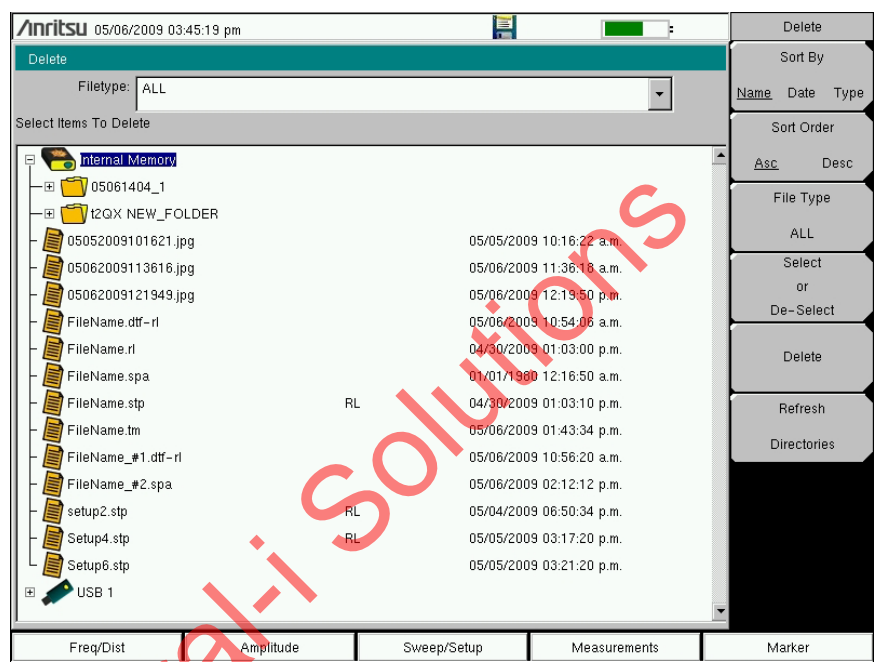 Anritsu 05/06/2009 03:45:19 pm
Delete
Filetype: ALL
Select Items To Delete
Internal Memory
05061404_1
t2QX NEW_FOLDER
05052009101621.jpg 05/05/2009 10:16:22 a.m.
05062009113616.jpg 05/06/2009 11:36:18 a.m.
05062009121949.jpg 05/06/2009 12:19:50 p.m.
FileName.dtf-rl 05/06/2009 10:54:06 a.m.
FileName.rl 04/30/2009 01:03:00 p.m.
FileName.spa 01/01/1980 12:16:50 a.m.
FileName.stp RL 04/30/2009 01:03:10 p.m.
FileName.tm 05/06/2009 01:43:34 p.m.
FileName_#1.dtf-rl 05/06/2009 10:56:20 a.m.
FileName_#2.spa 05/06/2009 02:12:12 p.m.
setup2.stp RL 05/04/2009 06:50:34 p.m.
Setup4.stp RL 05/05/2009 03:17:20 p.m.
Setup6.stp 05/05/2009 03:21:20 p.m.
USB 1
Delete
Sort By
Name Date Type
Sort Order
Asc Desc
File Type
ALL
Select
or
De-Select
Delete
Refresh
Directories
Freq/Dist Amplitude Sweep/Setup Measurements Marker
al-i Solutions